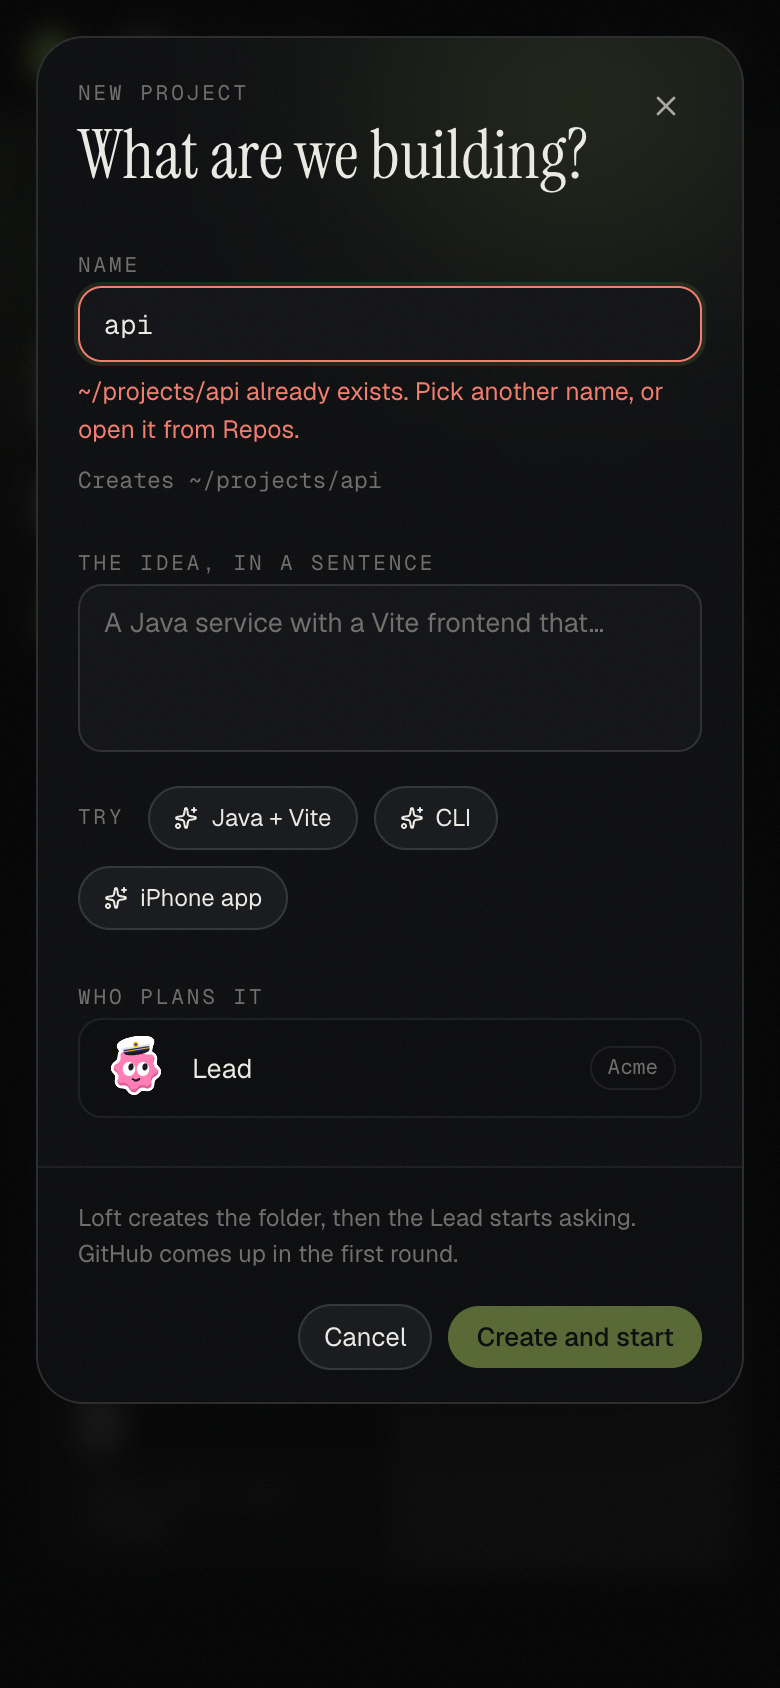 NEW PROJECT
What are we building?
NAME
api
~/projects/api already exists. Pick another name, or
open it from Repos.
Creates ~/projects/api
THE IDEA, IN A SENTENCE
A Java service with a Vite frontend that…
TRY
Java + Vite
CLI
iPhone app
WHO PLANS IT
Lead
Acme
Loft creates the folder, then the Lead starts asking.
GitHub comes up in the first round.
Cancel
Create and start